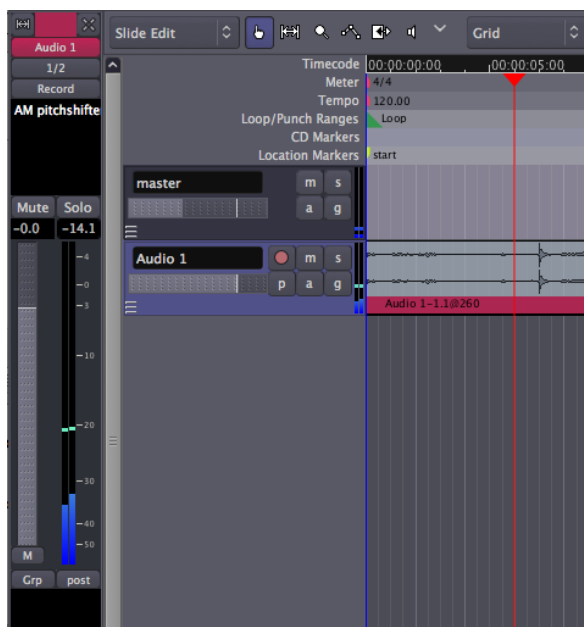 Audio 1
1/2
Record
AM pitchshifte
Mute Solo
-0.0 -14.1
-4
-0
-3
-10
-20
-30
-40
-50
M
Grp post
Slide Edit
Grid
Timecode 00:00:00:00 00:00:05:00
Meter 4/4
Tempo 120.00
Loop/Punch Ranges Loop
CD Markers
Location Markers start
master m s
a g
Audio 1 m s
p a g
Audio 1-1.1@260